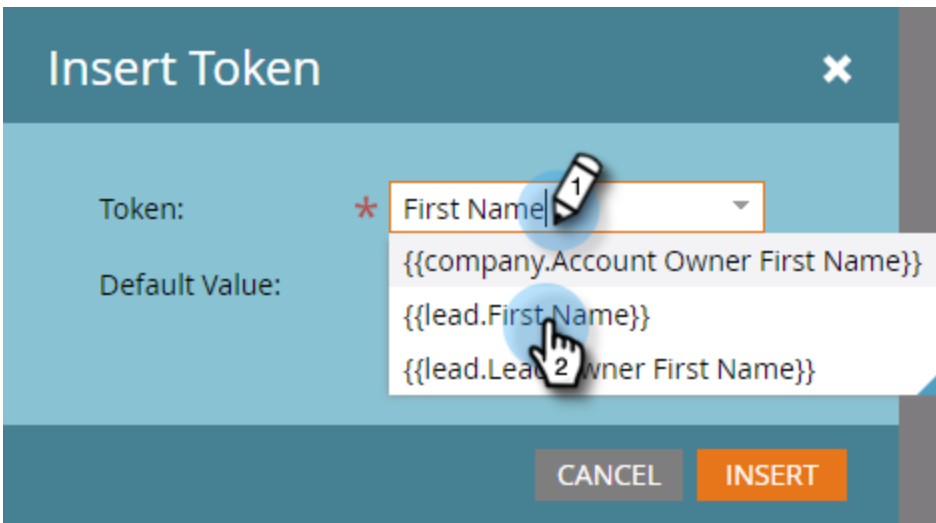 Insert Token
Token: * First Name
1
{{company.Account Owner First Name}}
Default Value:
{{lead.First Name}}
2
{{lead.Lead Owner First Name}}
CANCEL INSERT